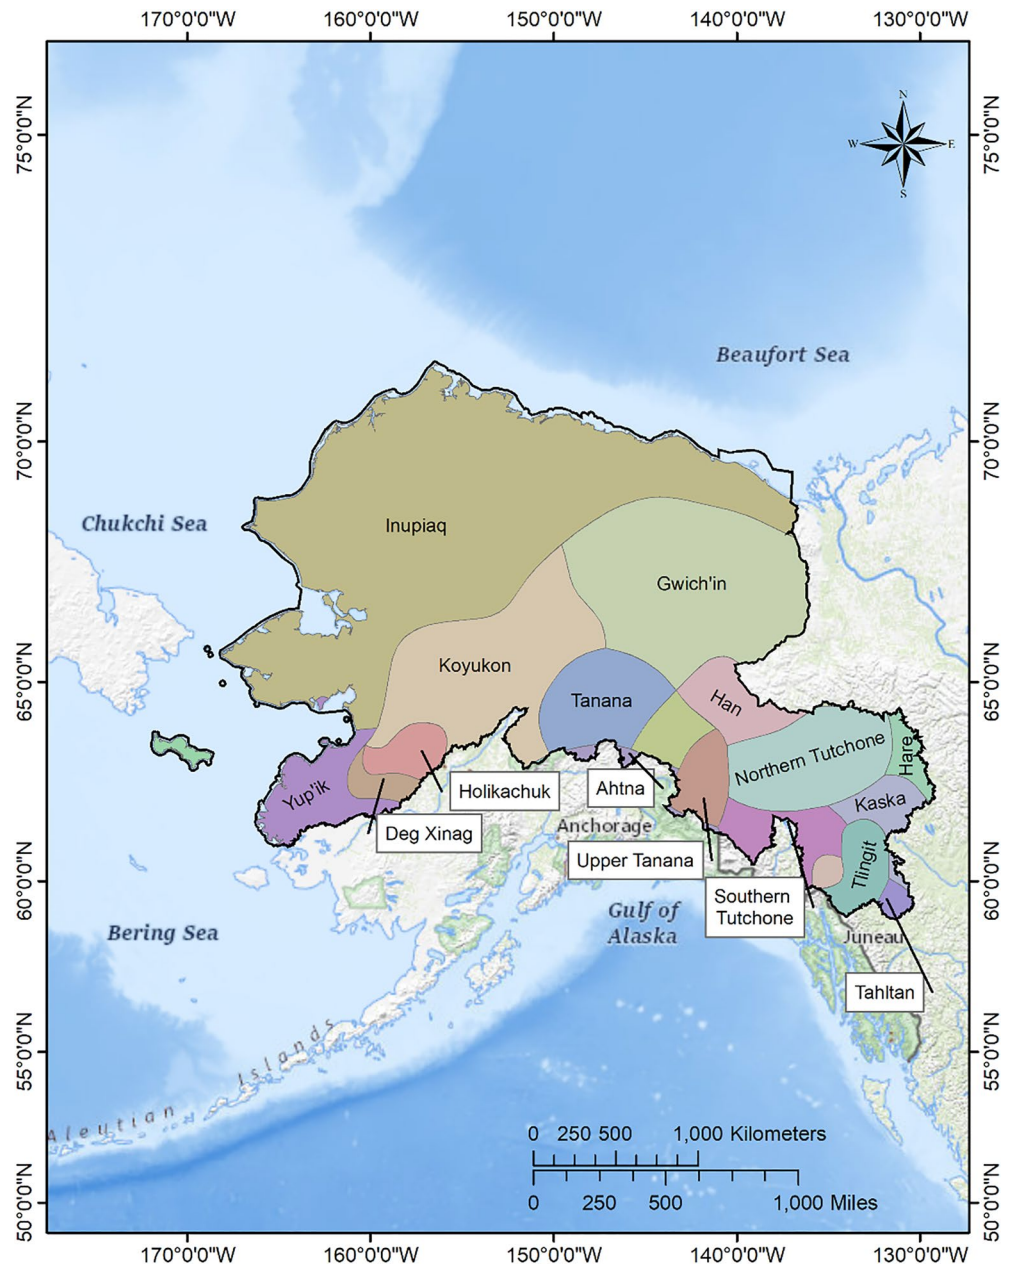 170°0'0"W 160°0'0"W 150°0'0"W 140°0'0"W 130°0'0"W
75°0'0"N
75°0'0"N
N
W E
S
Beaufort Sea
70°0'0"N
70°0'0"N
Chukchi Sea
Inupiaq
Gwich'in
Koyukon
65°0'0"N
65°0'0"N
Tanana
Han
Northern Tutchone
Hare
Yup'ik
Holikachuk
Ahtna
Kaska
Deg Xinag
Anchorage
Upper Tanana
Tlingit
60°0'0"N
60°0'0"N
Southern
Tutchone
Gulf of
Alaska
Bering Sea
Juneau
Tahltan
55°0'0"N
55°0'0"N
Aleutian Islands
0 250 500 1,000 Kilometers
0 250 500 1,000 Miles
50°0'0"N
50°0'0"N
170°0'0"W 160°0'0"W 150°0'0"W 140°0'0"W 130°0'0"W